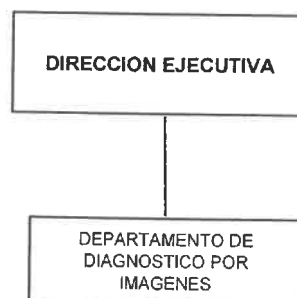 DIRECCION EJECUTIVA
DEPARTAMENTO DE
DIAGNOSTICO POR
IMAGENES